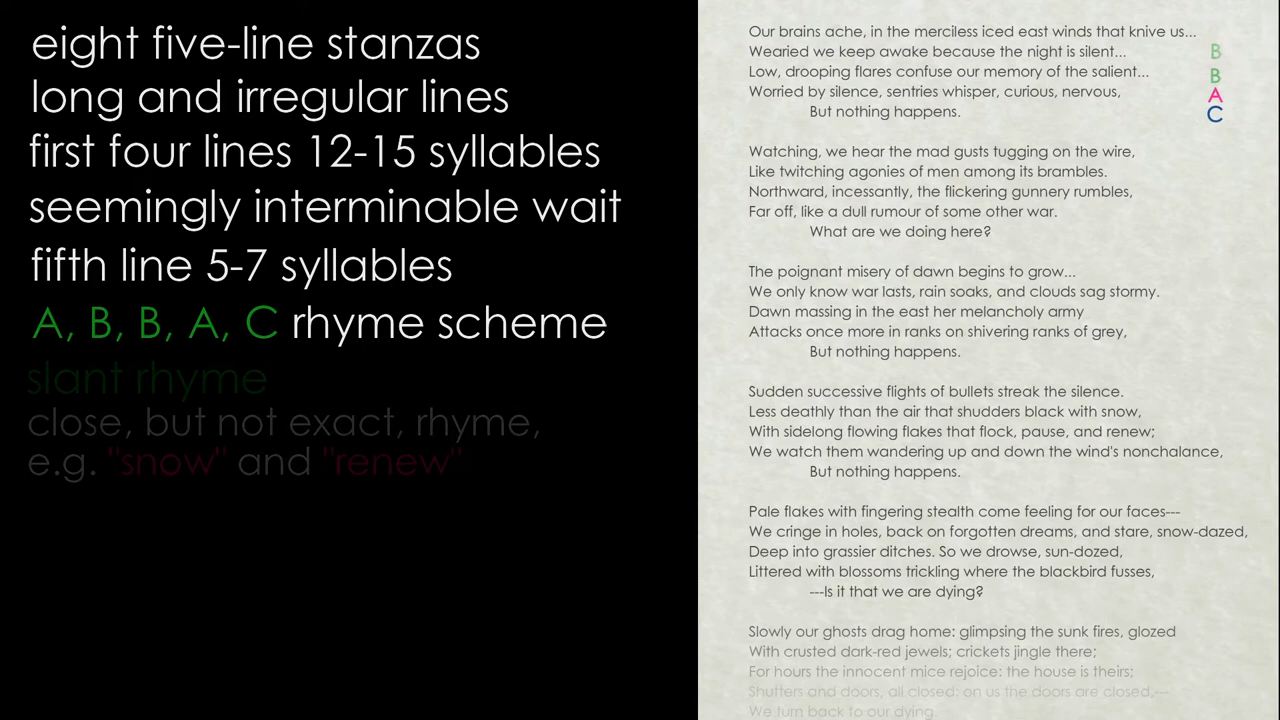 eight five-line stanzas
long and irregular lines
first four lines 12-15 syllables
seemingly interminable wait
fifth line 5-7 syllables
A, B, B, A, C rhyme scheme
slant rhyme
close, but not exact, rhyme,
e.g. "snow" and "renew"
Our brains ache, in the merciless iced east winds that knive us...
Wearied we keep awake because the night is silent... B
Low, drooping flares confuse our memory of the salient... B
Worried by silence, sentries whisper, curious, nervous, A
But nothing happens. C
Watching, we hear the mad gusts tugging on the wire,
Like twitching agonies of men among its brambles.
Northward, incessantly, the flickering gunnery rumbles,
Far off, like a dull rumour of some other war.
What are we doing here?
The poignant misery of dawn begins to grow...
We only know war lasts, rain soaks, and clouds sag stormy.
Dawn massing in the east her melancholy army
Attacks once more in ranks on shivering ranks of grey,
But nothing happens.
Sudden successive flights of bullets streak the silence.
Less deathly than the air that shudders black with snow,
With sidelong flowing flakes that flock, pause, and renew;
We watch them wandering up and down the wind's nonchalance,
But nothing happens.
Pale flakes with fingering stealth come feeling for our faces---
We cringe in holes, back on forgotten dreams, and stare, snow-dazed,
Deep into grassier ditches. So we drowse, sun-dozed,
Littered with blossoms trickling where the blackbird fusses,
---Is it that we are dying?
Slowly our ghosts drag home: glimpsing the sunk fires, glozed
With crusted dark-red jewels; crickets jingle there;
For hours the innocent mice rejoice: the house is theirs;
Shutters and doors, all closed: on us the doors are closed,---
We turn back to our dying.